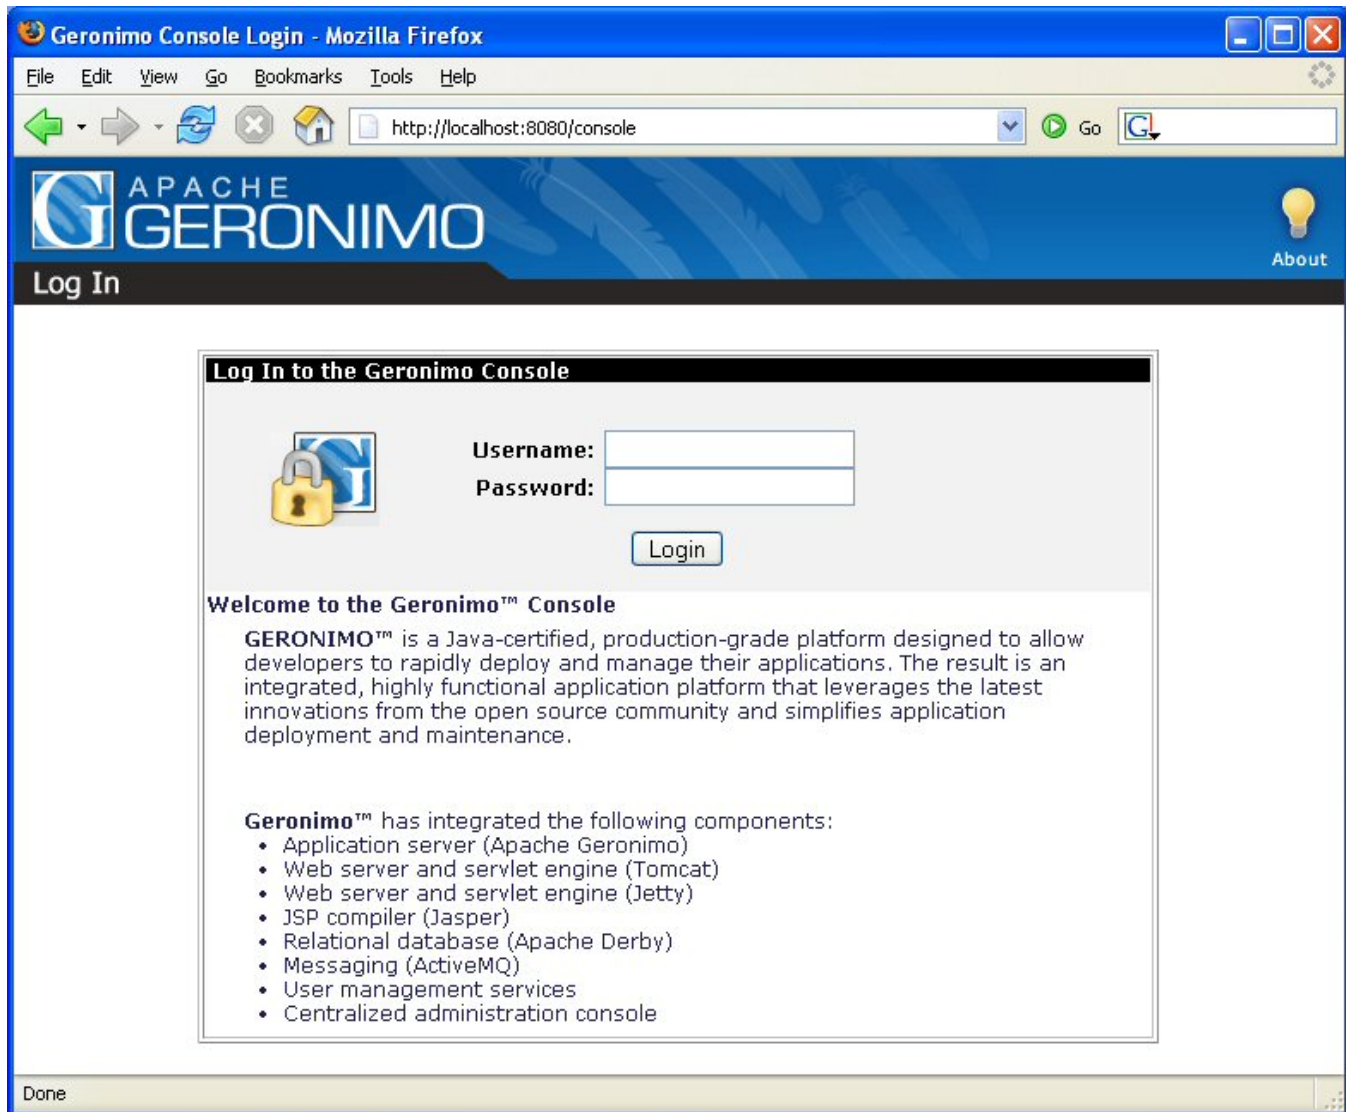 Geronimo Console Login - Mozilla Firefox
File Edit View Go Bookmarks Tools Help
http://localhost:8080/console Go G
G APACHE
GERONIMO
About
Log In
Log In to the Geronimo Console
Username:
Password:
Login
Welcome to the Geronimo™ Console
GERONIMO™ is a Java-certified, production-grade platform designed to allow
developers to rapidly deploy and manage their applications. The result is an
integrated, highly functional application platform that leverages the latest
innovations from the open source community and simplifies application
deployment and maintenance.
Geronimo™ has integrated the following components:
• Application server (Apache Geronimo)
• Web server and servlet engine (Tomcat)
• Web server and servlet engine (Jetty)
• JSP compiler (Jasper)
• Relational database (Apache Derby)
• Messaging (ActiveMQ)
• User management services
• Centralized administration console
Done